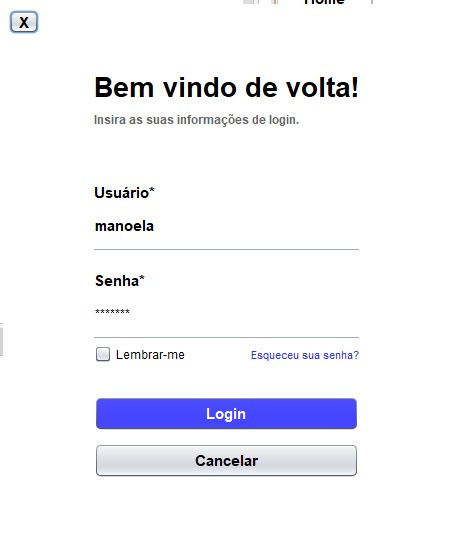 Home
X
Bem vindo de volta!
Insira as suas informações de login.
Usuário*
manoela
Senha*
*******
Lembrar-me
Esqueceu sua senha?
Login
Cancelar